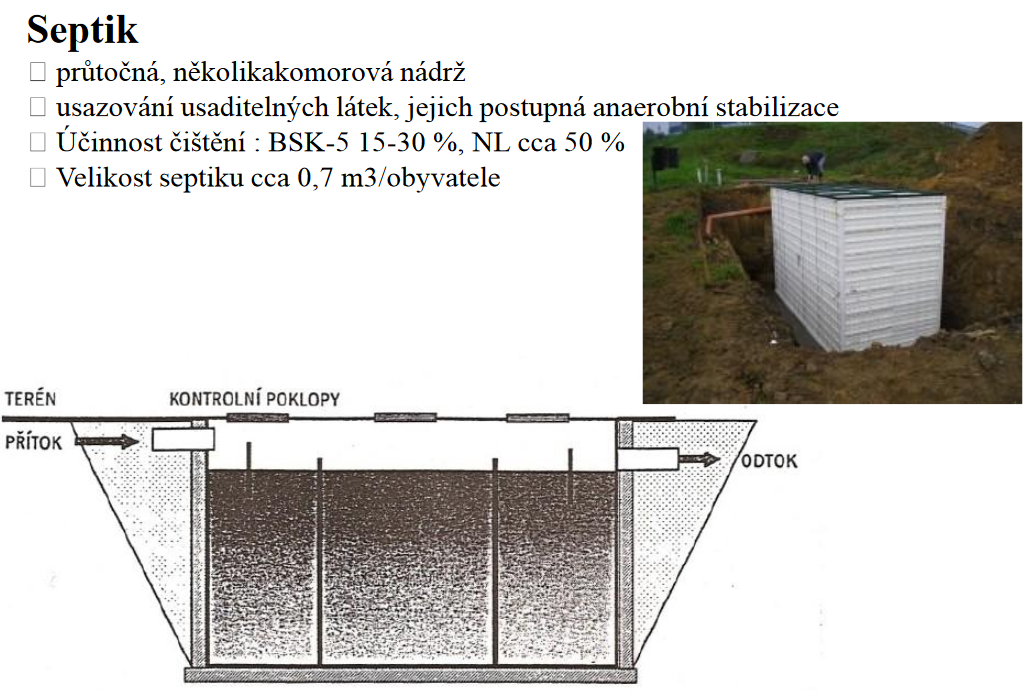 Septik
průtočná, několikakomorová nádrž
usazování usaditelných látek, jejich postupná anaerobní stabilizace
Účinnost čištění : BSK-5 15-30 %, NL cca 50 %
Velikost septiku cca 0,7 m3/obyvatele
TERÉN
KONTROLNÍ POKLOPY
PŘÍTOK
ODTOK